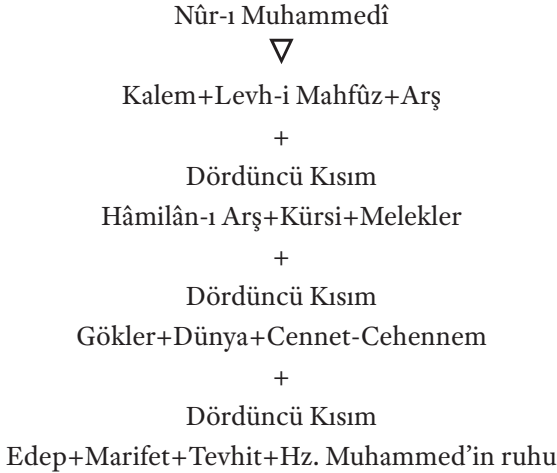 Nûr-ı Muhammedî
Kalem+Levh-i Mahfûz+Arş
+
Dördüncü Kısım
Hâmilân-ı Arş+Kürsi+Melekler
+
Dördüncü Kısım
Gökler+Dünya+Cennet-Cehennem
+
Dördüncü Kısım
Edep+Marifet+Tevhit+Hz. Muhammed’in ruhu